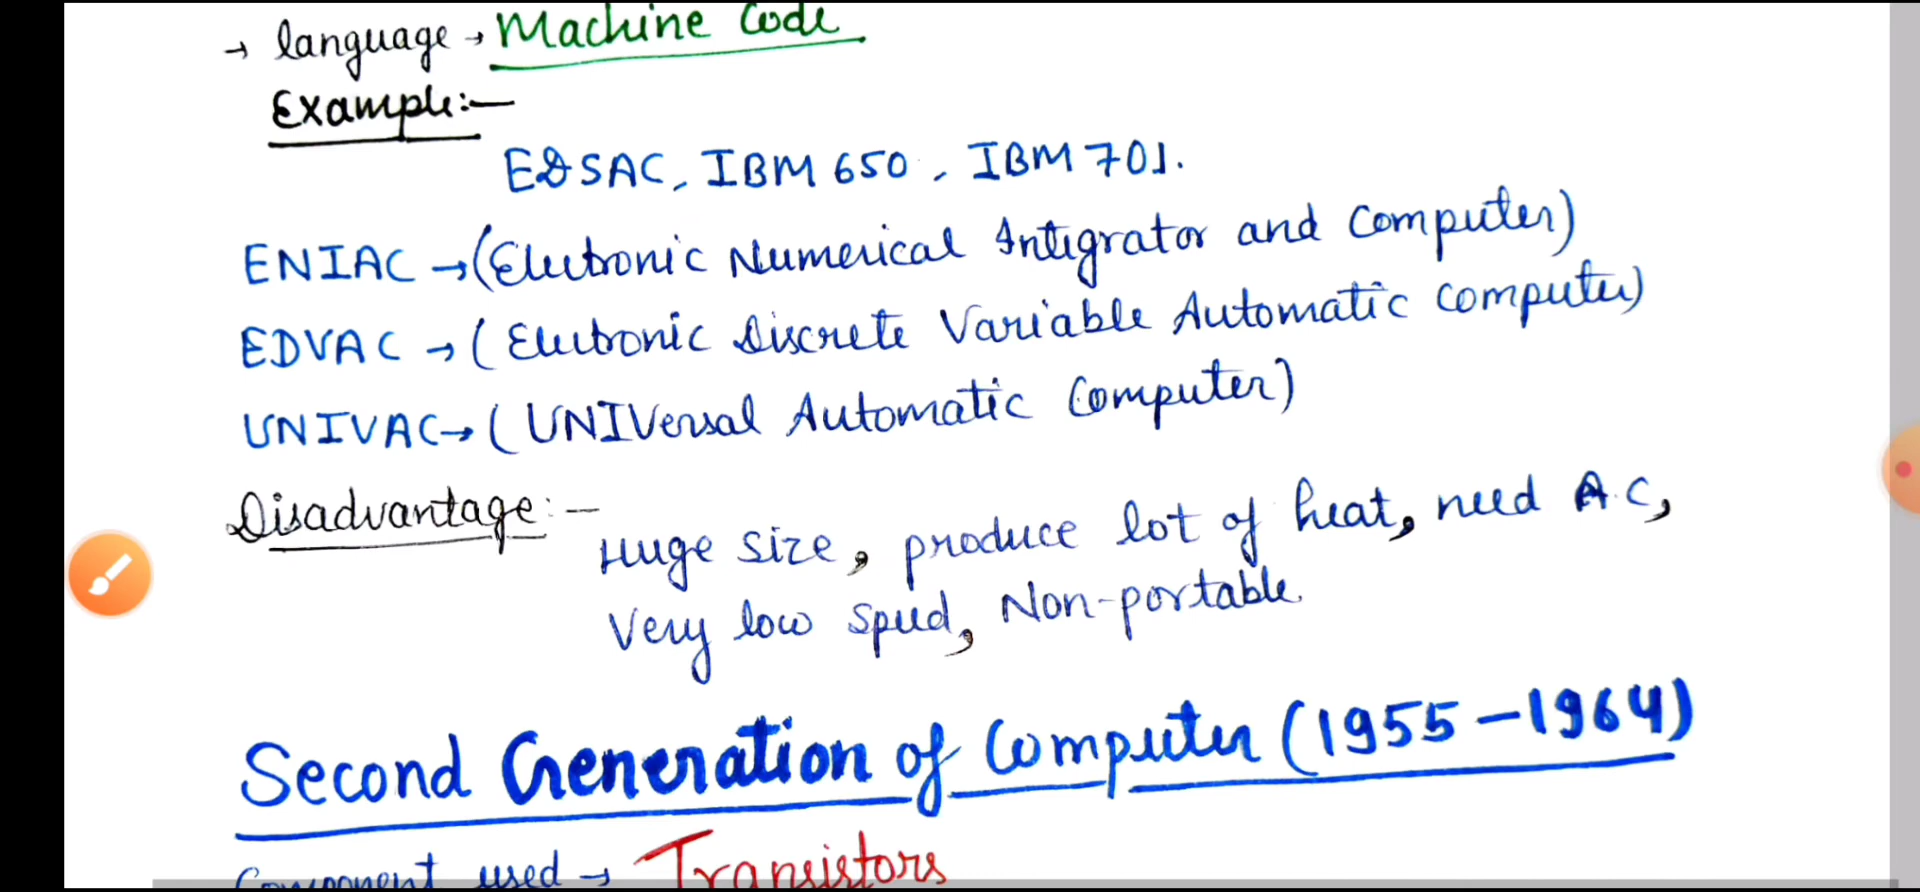 → language → Machine Code
Example:-
EDSAC, IBM 650, IBM 701.
ENIAC → (Electronic Numerical Integrator and Computer)
EDVAC → (Electronic Discrete Variable Automatic Computer)
UNIVAC → (UNIVersal Automatic Computer)
Disadvantage:-
Huge size, produce lot of heat, need A.C,
Very low speed, Non-portable.
Second Generation of Computer (1955-1964)
Component used → Transistors